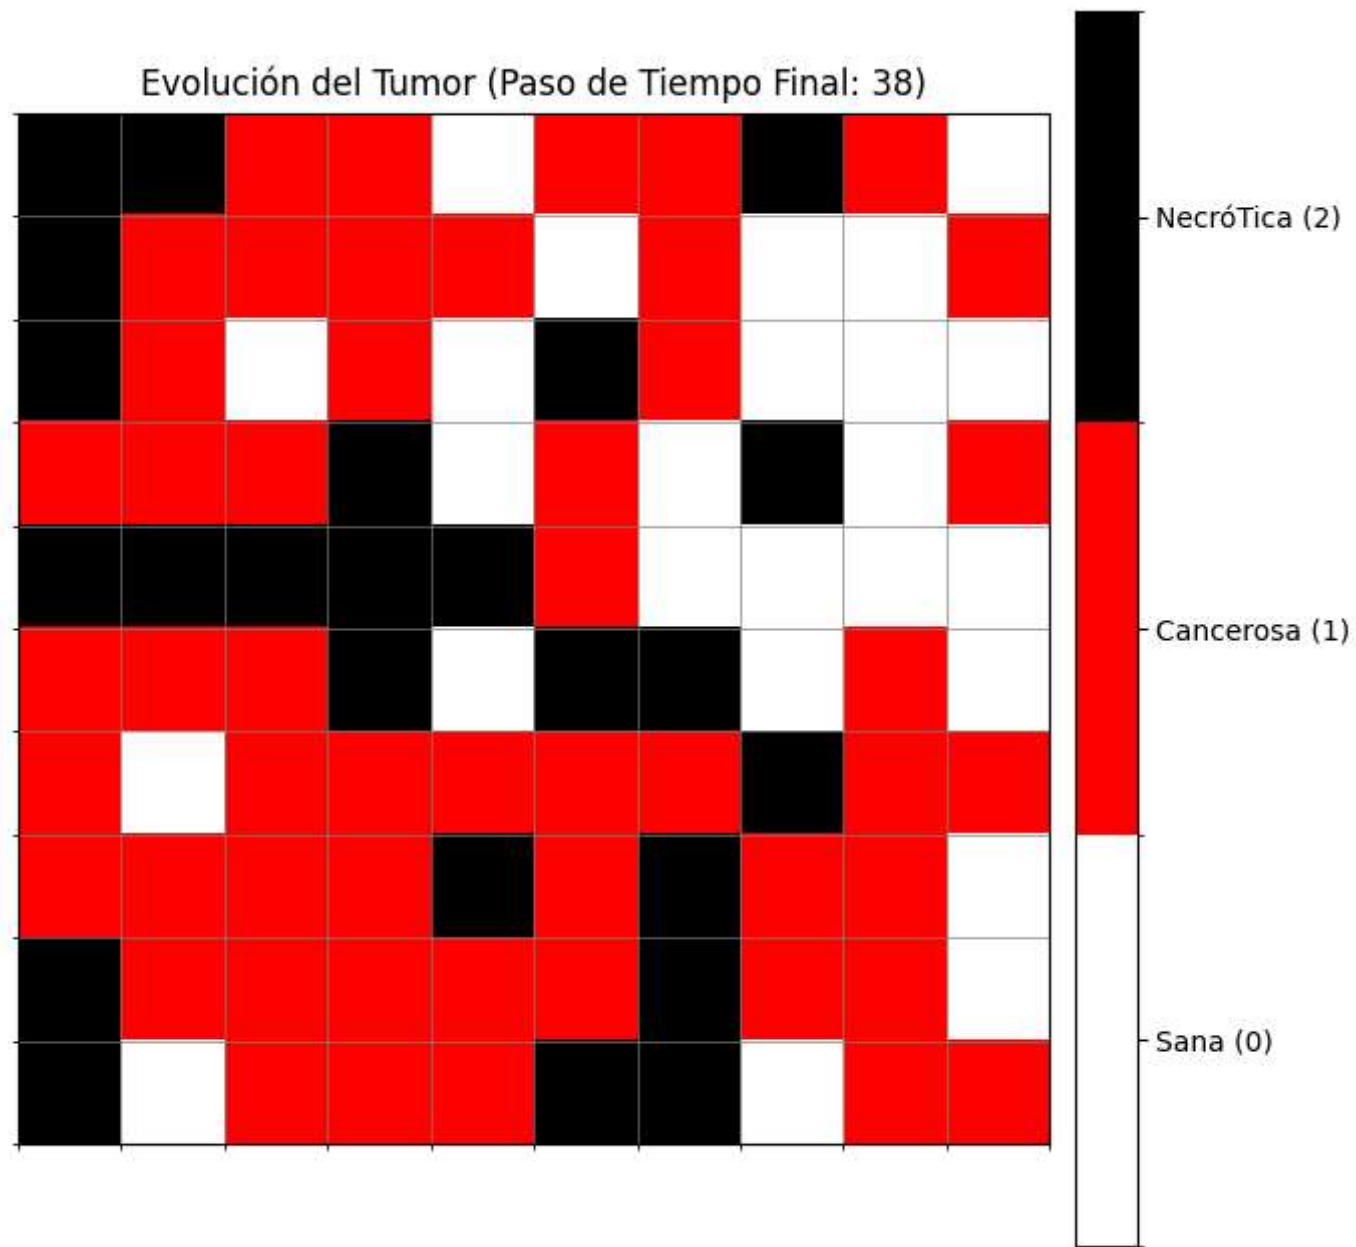 Evolución del Tumor (Paso de Tiempo Final: 38)
NecróTica (2)
Cancerosa (1)
Sana (0)